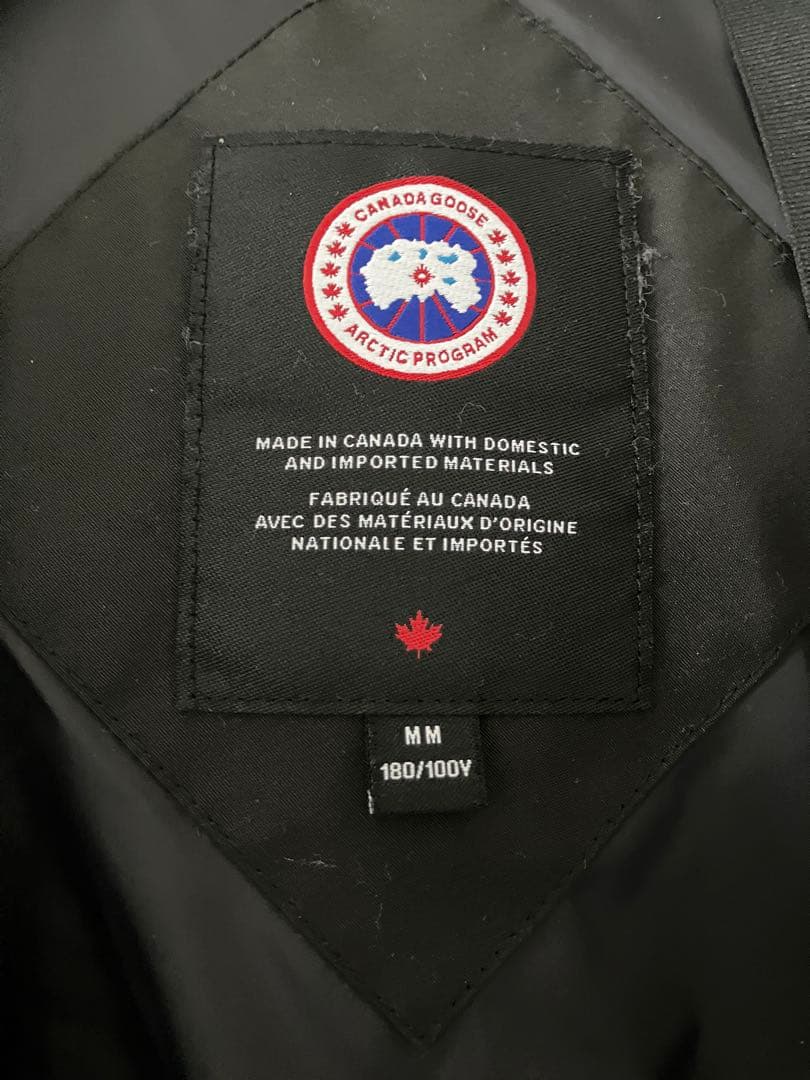 CANADA GOOSE
ARCTIC PROGRAM
MADE IN CANADA WITH DOMESTIC
AND IMPORTED MATERIALS
FABRIQUÉ AU CANADA
AVEC DES MATÉRIAUX D'ORIGINE
NATIONALE ET IMPORTÉS
MM
180/100Y